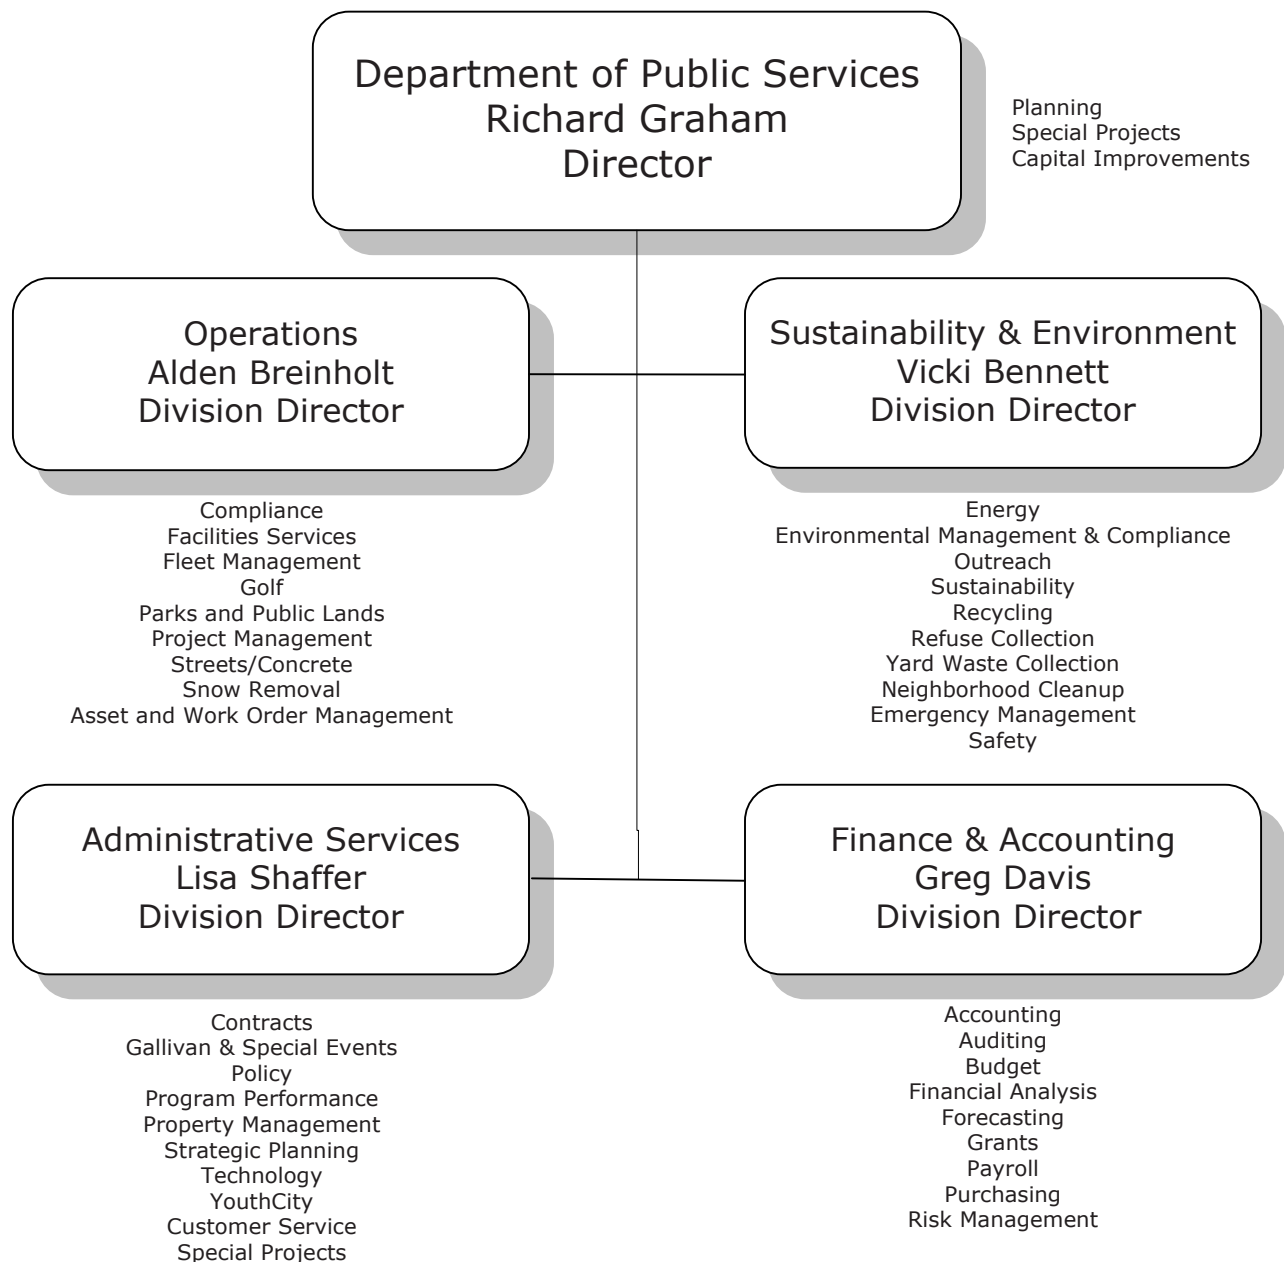 Department of Public Services
Richard Graham
Director
Planning
Special Projects
Capital Improvements
Operations
Alden Breinholt
Division Director
Sustainability & Environment
Vicki Bennett
Division Director
Compliance
Facilities Services
Fleet Management
Golf
Parks and Public Lands
Project Management
Streets/Concrete
Snow Removal
Asset and Work Order Management
Energy
Environmental Management & Compliance
Outreach
Sustainability
Recycling
Refuse Collection
Yard Waste Collection
Neighborhood Cleanup
Emergency Management
Safety
Administrative Services
Lisa Shaffer
Division Director
Finance & Accounting
Greg Davis
Division Director
Contracts
Gallivan & Special Events
Policy
Program Performance
Property Management
Strategic Planning
Technology
YouthCity
Customer Service
Special Projects
Accounting
Auditing
Budget
Financial Analysis
Forecasting
Grants
Payroll
Purchasing
Risk Management